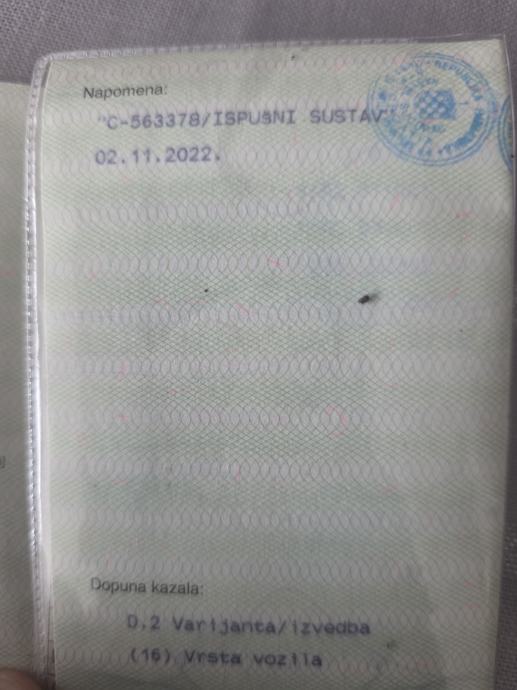 Napomena:
"C-563378/ISPUŠNI SUSTAV"
02.11.2022.
Dopuna kazala:
D.2 Varijanta/izvedba
(16) Vrsta vozila